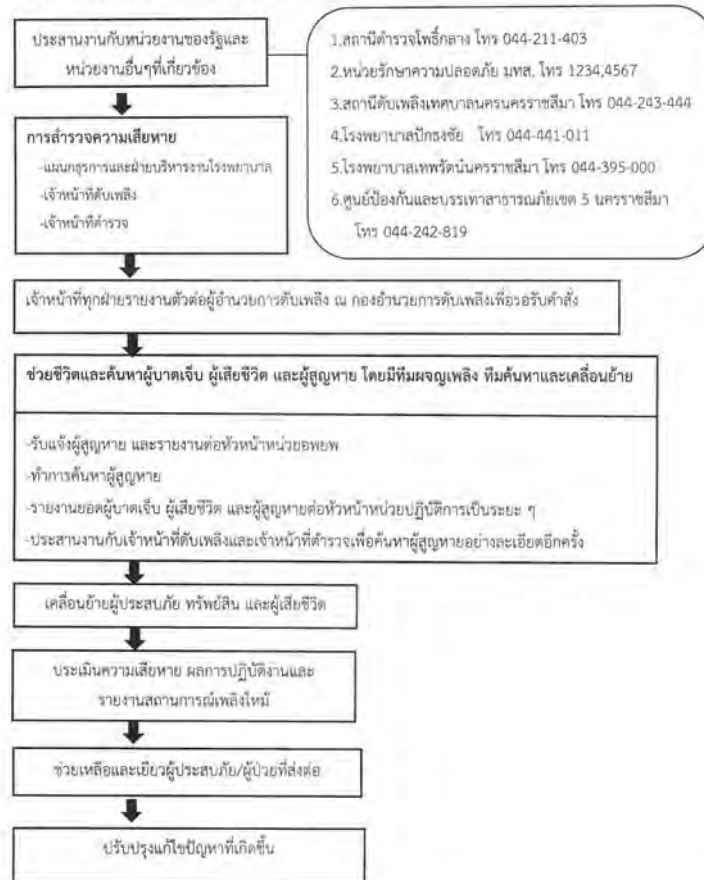 ประสานงานกับหน่วยงานของรัฐและ
หน่วยงานอื่นๆที่เกี่ยวข้อง
1.สถานีตำรวจโพธิ์กลาง โทร 044-211-403
2.หน่วยรักษาความปลอดภัย มทส. โทร 1234,4567
3.สถานีดับเพลิงเทศบาลนครนครราชสีมา โทร 044-243-444
4.โรงพยาบาลปักธงชัย โทร 044-441-011
5.โรงพยาบาลเทพรัตน์นครราชสีมา โทร 044-395-000
6.ศูนย์ป้องกันและบรรเทาสาธารณภัยเขต 5 นครราชสีมา
โทร 044-242-819
การสำรวจความเสียหาย
-แผนกธุรการและฝ่ายบริหารงานโรงพยาบาล
-เจ้าหน้าที่ดับเพลิง
-เจ้าหน้าที่ตำรวจ
เจ้าหน้าที่ทุกฝ่ายรายงานตัวต่อผู้อำนวยการดับเพลิง ณ กองอำนวยการดับเพลิงเพื่อรอรับคำสั่ง
ช่วยชีวิตและค้นหาผู้บาดเจ็บ ผู้เสียชีวิต และผู้สูญหาย โดยมีทีมผจญเพลิง ทีมค้นหาและเคลื่อนย้าย
-รับแจ้งผู้สูญหาย และรายงานต่อหัวหน้าหน่วยอพยพ
-ทำการค้นหาผู้สูญหาย
-รายงานยอดผู้บาดเจ็บ ผู้เสียชีวิต และผู้สูญหายต่อหัวหน้าหน่วยปฏิบัติการเป็นระยะ ๆ
-ประสานงานกับเจ้าหน้าที่ดับเพลิงและเจ้าหน้าที่ตำรวจเพื่อค้นหาผู้สูญหายอย่างละเอียดอีกครั้ง
เคลื่อนย้ายผู้ประสบภัย ทรัพย์สิน และผู้เสียชีวิต
ประเมินความเสียหาย ผลการปฏิบัติงานและ
รายงานสถานการณ์เพลิงไหม้
ช่วยเหลือและเยียวผู้ประสบภัย/ผู้ป่วยที่ส่งต่อ
ปรับปรุงแก้ไขปัญหาที่เกิดขึ้น